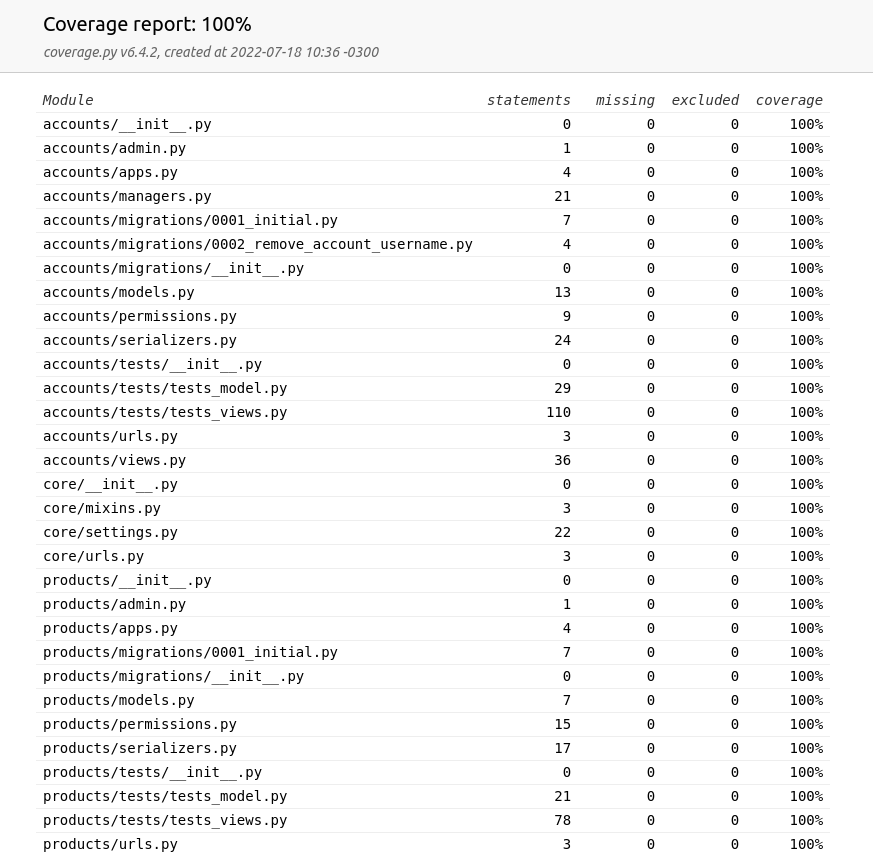 Coverage report: 100%
coverage.py v6.4.2, created at 2022-07-18 10:36 -0300
Module statements missing excluded coverage
accounts/__init__.py 0 0 0 100%
accounts/admin.py 1 0 0 100%
accounts/apps.py 4 0 0 100%
accounts/managers.py 21 0 0 100%
accounts/migrations/0001_initial.py 7 0 0 100%
accounts/migrations/0002_remove_account_username.py 4 0 0 100%
accounts/migrations/__init__.py 0 0 0 100%
accounts/models.py 13 0 0 100%
accounts/permissions.py 9 0 0 100%
accounts/serializers.py 24 0 0 100%
accounts/tests/__init__.py 0 0 0 100%
accounts/tests/tests_model.py 29 0 0 100%
accounts/tests/tests_views.py 110 0 0 100%
accounts/urls.py 3 0 0 100%
accounts/views.py 36 0 0 100%
core/__init__.py 0 0 0 100%
core/mixins.py 3 0 0 100%
core/settings.py 22 0 0 100%
core/urls.py 3 0 0 100%
products/__init__.py 0 0 0 100%
products/admin.py 1 0 0 100%
products/apps.py 4 0 0 100%
products/migrations/0001_initial.py 7 0 0 100%
products/migrations/__init__.py 0 0 0 100%
products/models.py 7 0 0 100%
products/permissions.py 15 0 0 100%
products/serializers.py 17 0 0 100%
products/tests/__init__.py 0 0 0 100%
products/tests/tests_model.py 21 0 0 100%
products/tests/tests_views.py 78 0 0 100%
products/urls.py 3 0 0 100%